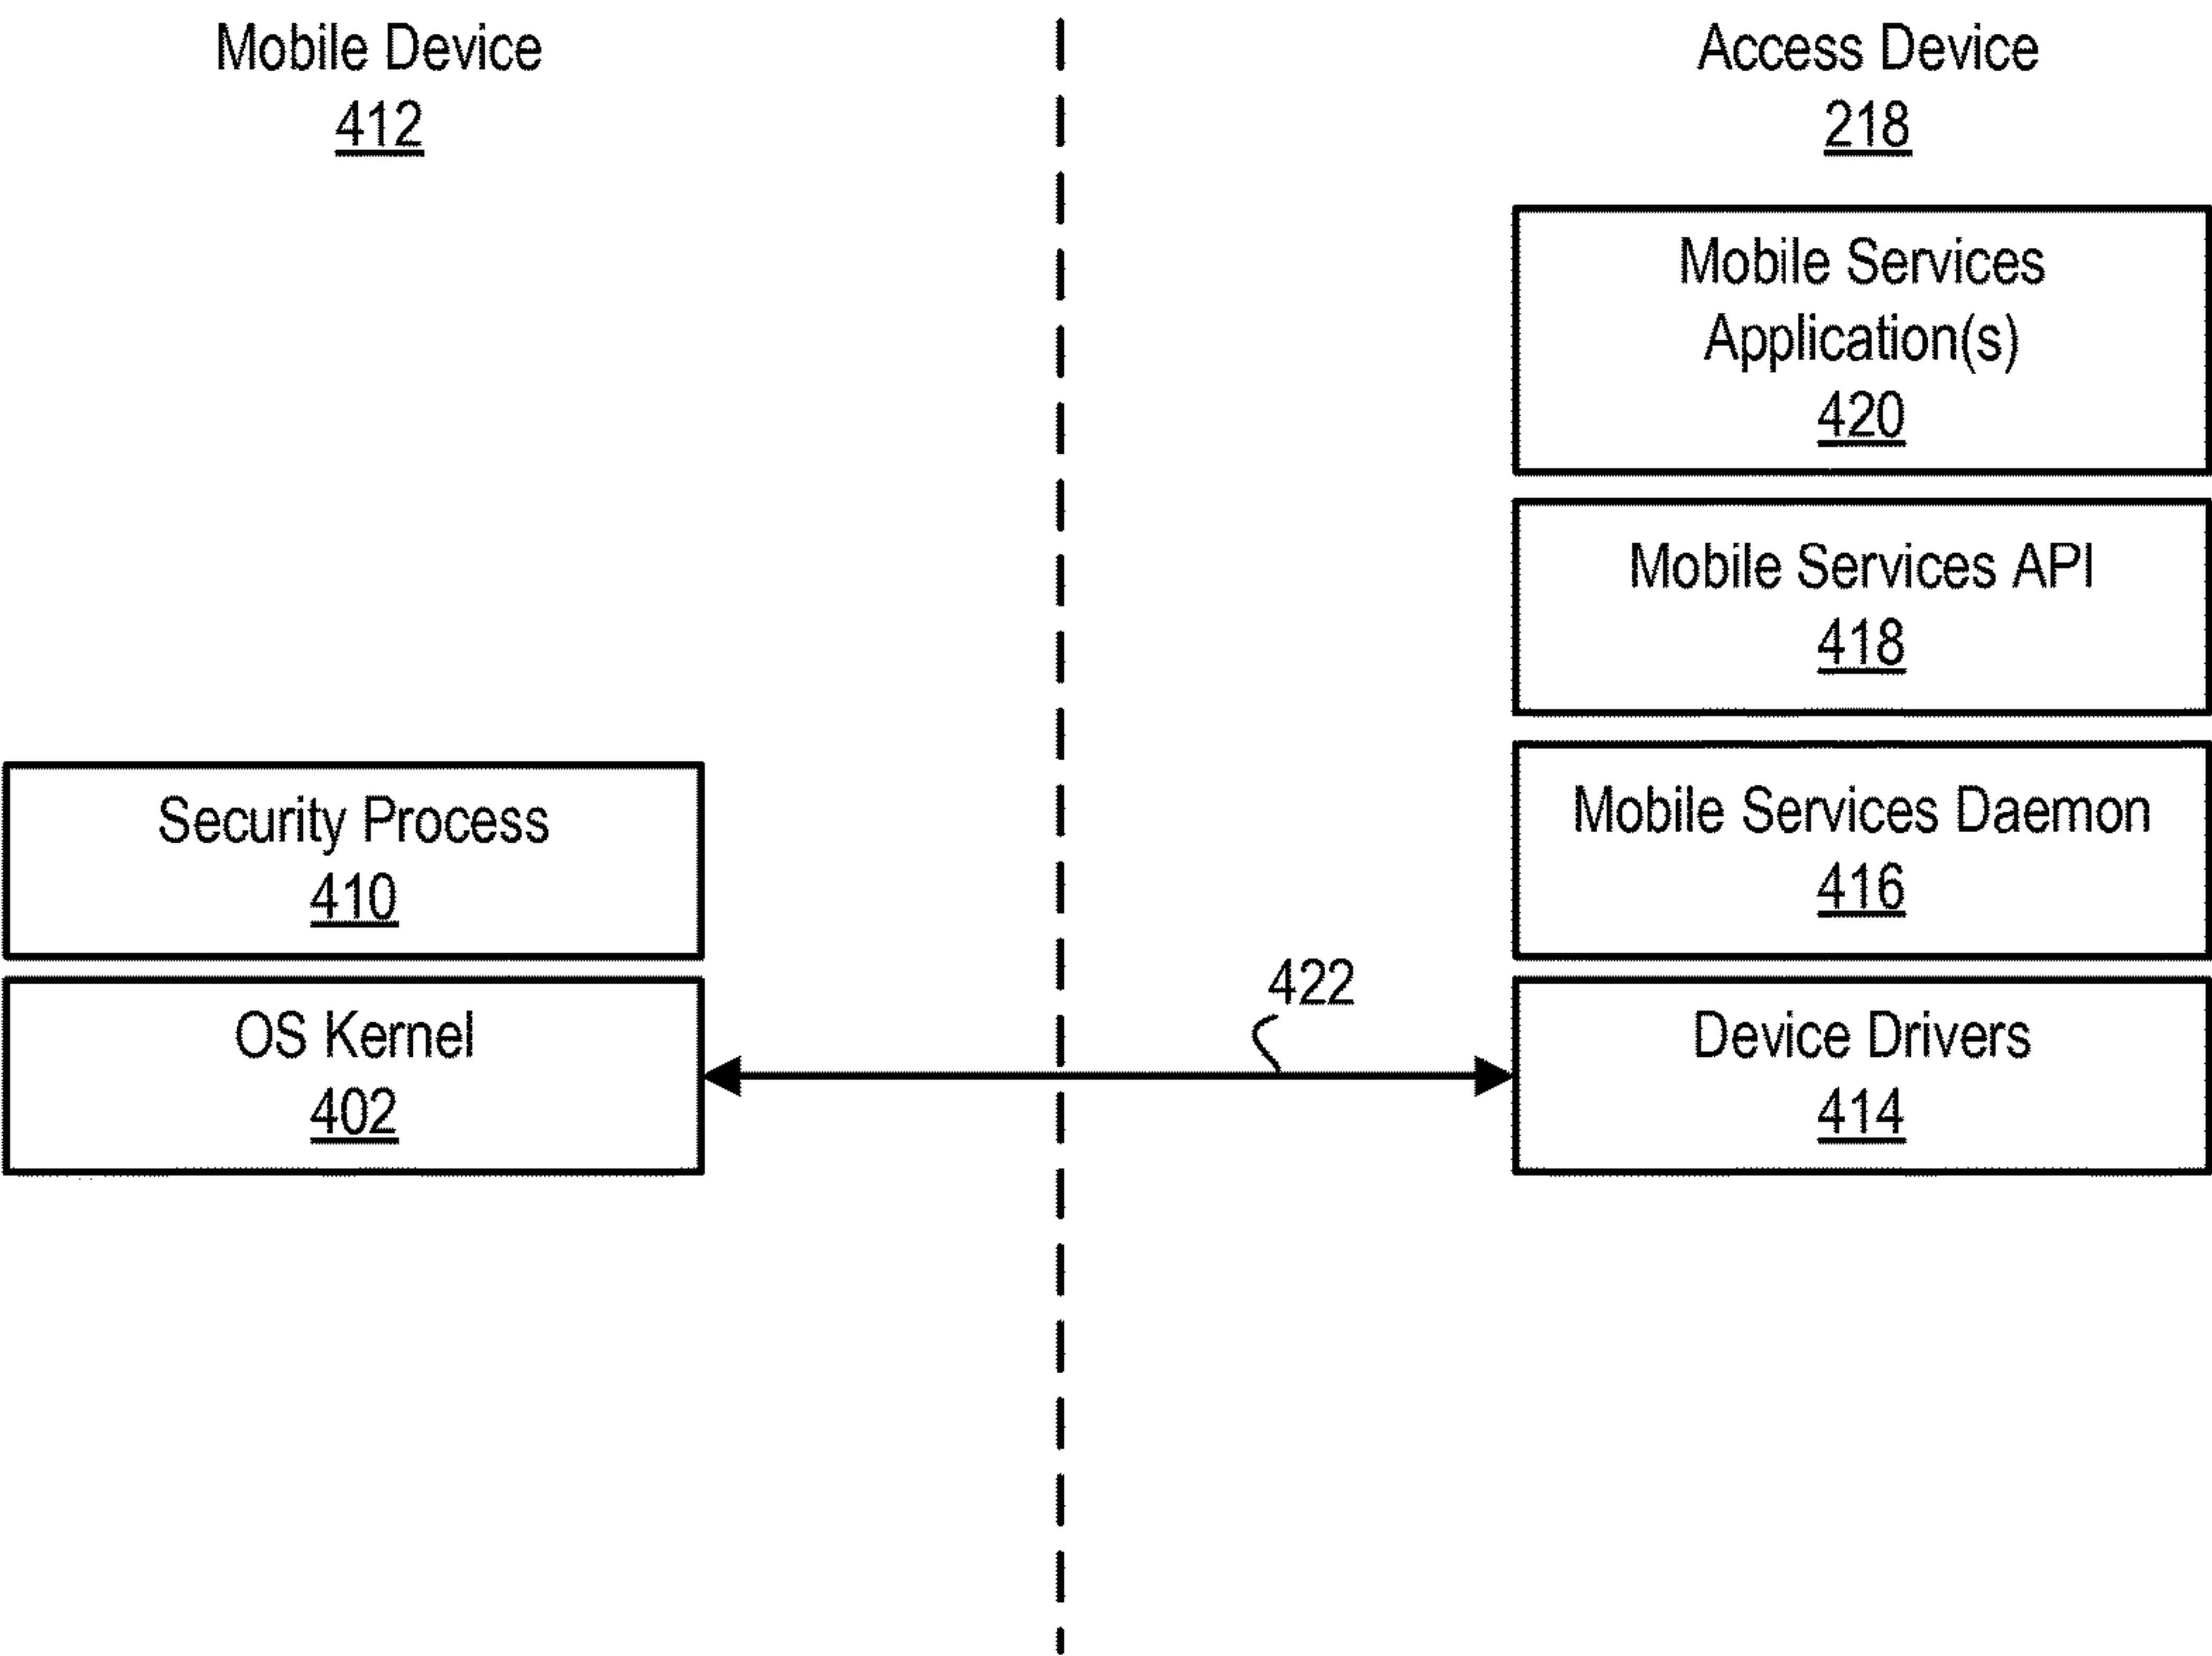 Mobile Device
412
Access Device
218
Mobile Services
Application(s)
420
Mobile Services API
418
Mobile Services Daemon
416
Security Process
410
422
OS Kernel
402
Device Drivers
414